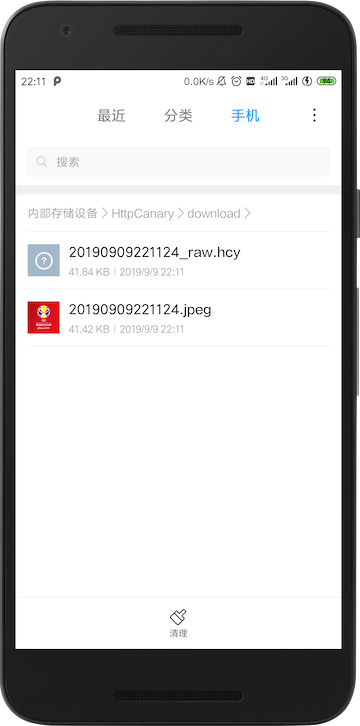 22:11 0.0K/s HD 4G 3G 94
最近 分类 手机
搜索
内部存储设备 HttpCanary download
20190909221124_raw.hcy
41.84 KB | 2019/9/9 22:11
20190909221124.jpeg
41.42 KB | 2019/9/9 22:11
清理